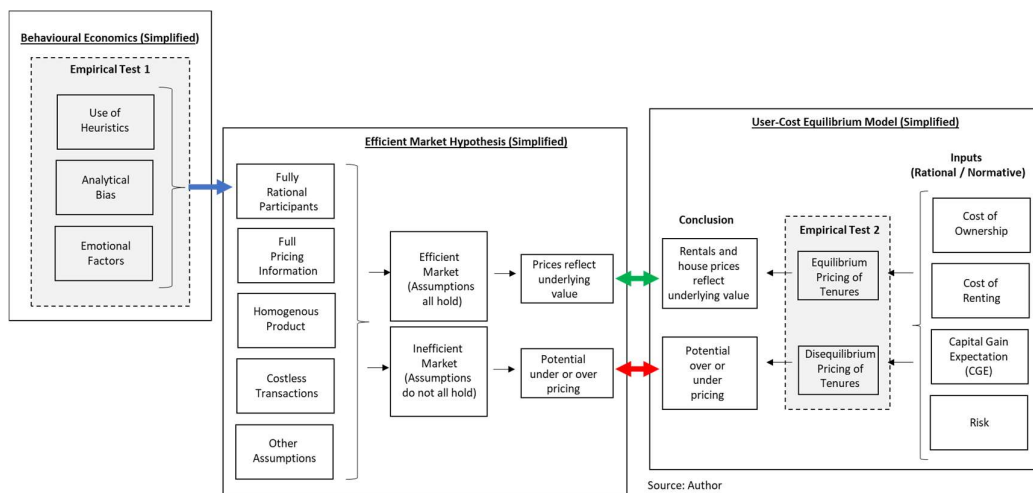 Behavioural Economics (Simplified)
Empirical Test 1
Use of
Heuristics
Analytical
Bias
Emotional
Factors
Efficient Market Hypothesis (Simplified)
Fully
Rational
Participants
Full
Pricing
Information
Homogenous
Product
Costless
Transactions
Other
Assumptions
Efficient
Market
(Assumptions
all hold)
Inefficient
Market
(Assumptions
do not all hold)
Prices reflect
underlying
value
Potential
under or over
pricing
User-Cost Equilibrium Model (Simplified)
Conclusion
Rentals and
house prices
reflect
underlying value
Potential
over or
under
pricing
Empirical Test 2
Equilibrium
Pricing of
Tenures
Disequilibrium
Pricing of
Tenures
Inputs
(Rational / Normative)
Cost of
Ownership
Cost of
Renting
Capital Gain
Expectation
(CGE)
Risk
Source: Author